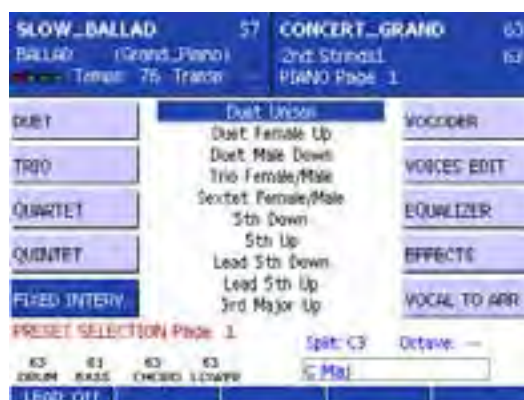 SLOW_BALLAD 57
BALLAD (Grand_Piano)
Tempo 76 Transp --
CONCERT_GRAND 63
2nd Strings1 63
PIANO Page 1
DUET
TRIO
QUARTET
QUINTET
FIXED INTERV.
Duet Unison
Duet Female Up
Duet Male Down
Trio Female/Male
Sextet Female/Male
5th Down
5th Up
Lead 5th Down
Lead 5th Up
3rd Major Up
VOCODER
VOICES EDIT
EQUALIZER
EFFECTS
VOCAL TO ARR
PRESET SELECTION Page 1
Split: C3 Octave: --
63 61 63 63
DRUM BASS CHORD LOWER
C Maj